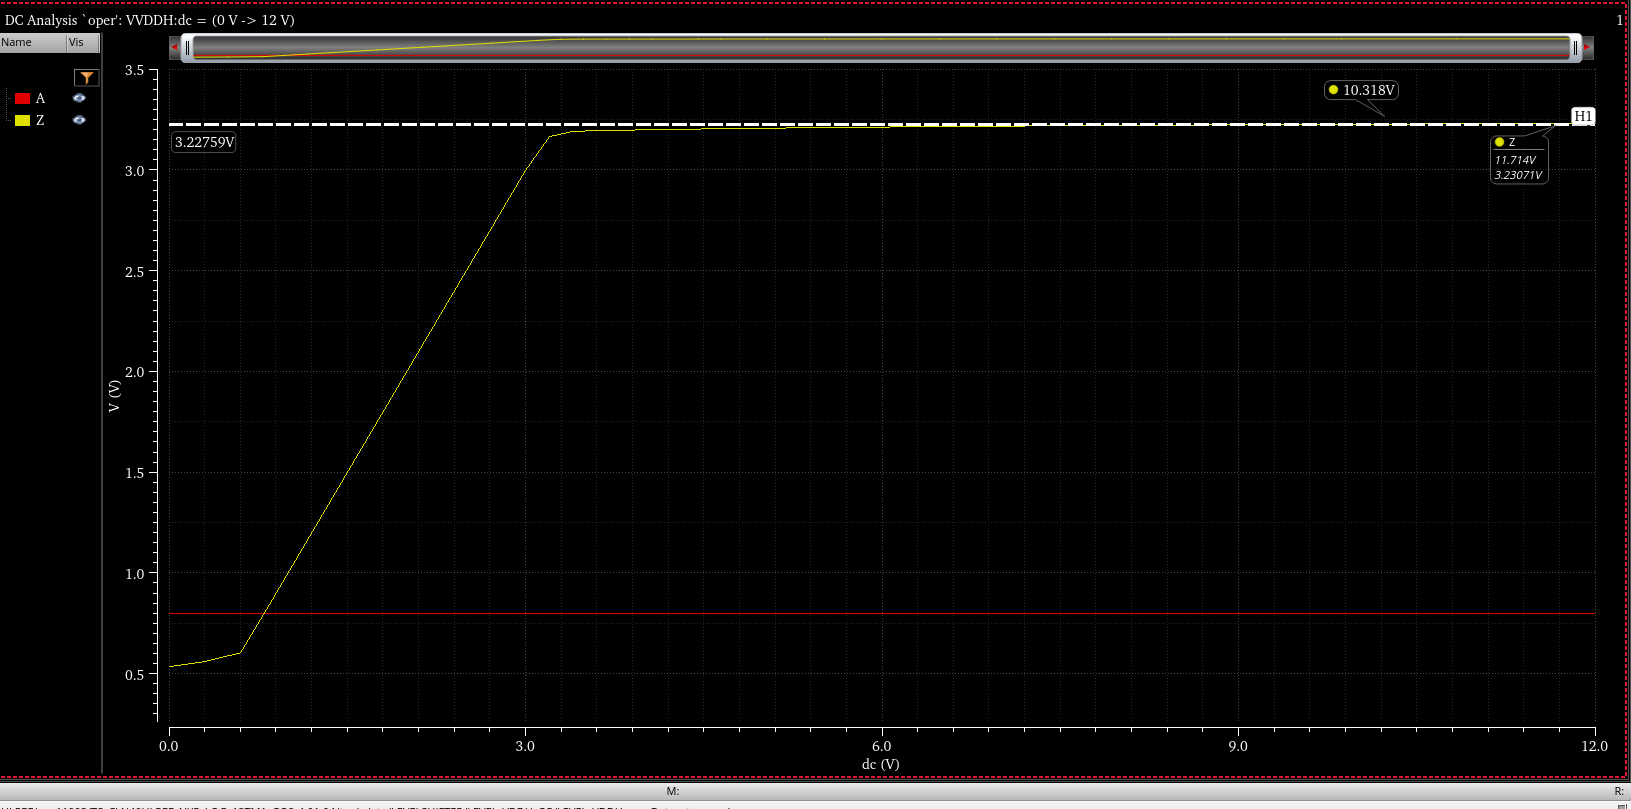 DC Analysis `oper': VVDDH:dc = (0 V -> 12 V)
1
Name Vis
A
Z
3.5
3.0
2.5
2.0
1.5
1.0
0.5
V (V)
10.318V
H1
3.22759V
Z
11.714V
3.23071V
0.0 3.0 6.0 9.0 12.0
dc (V)
M:
R: